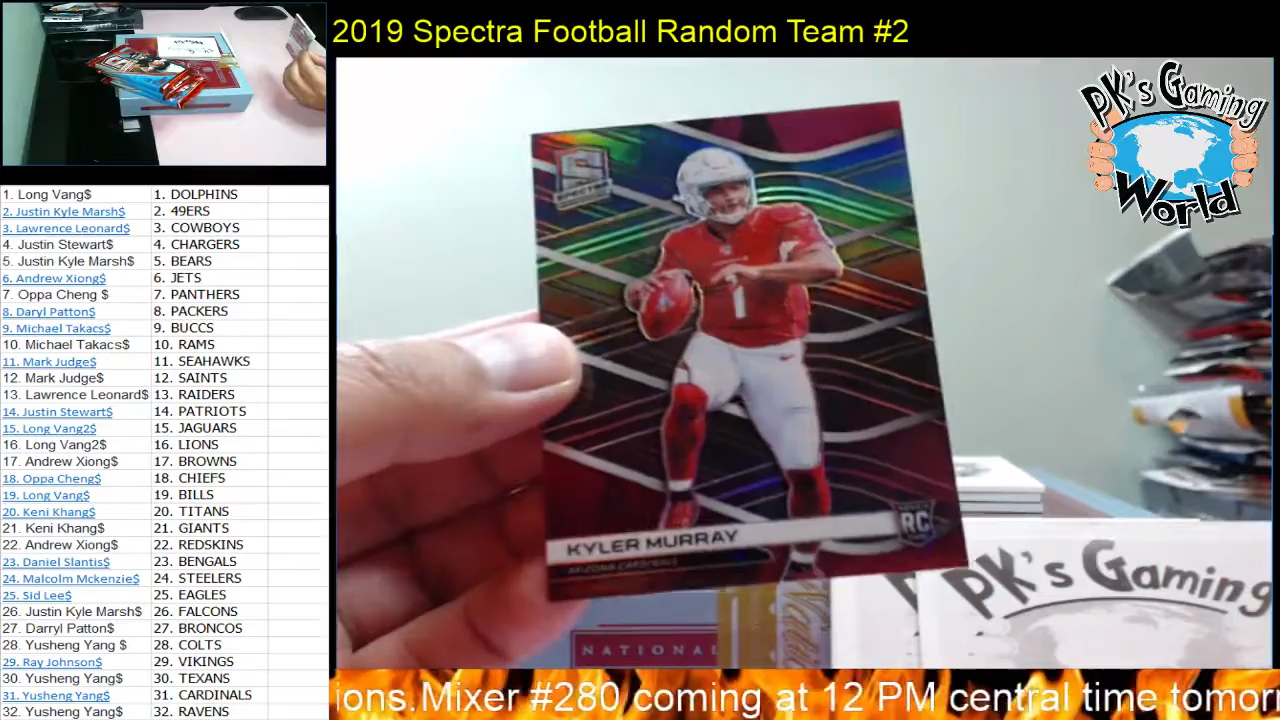 2019 Spectra Football Random Team #2
PK's Gaming
World
1. Long Vang$ 1. DOLPHINS
2. Justin Kyle Marsh$ 2. 49ERS
3. Lawrence Leonard$ 3. COWBOYS
4. Justin Stewart$ 4. CHARGERS
5. Justin Kyle Marsh$ 5. BEARS
6. Andrew Xiong$ 6. JETS
7. Oppa Cheng $ 7. PANTHERS
8. Daryl Patton$ 8. PACKERS
9. Michael Takacs$ 9. BUCCS
10. Michael Takacs$ 10. RAMS
11. Mark Judge$ 11. SEAHAWKS
12. Mark Judge$ 12. SAINTS
13. Lawrence Leonard$ 13. RAIDERS
14. Justin Stewart$ 14. PATRIOTS
15. Long Vang2$ 15. JAGUARS
16. Long Vang2$ 16. LIONS
17. Andrew Xiong$ 17. BROWNS
18. Oppa Cheng$ 18. CHIEFS
19. Long Vang$ 19. BILLS
20. Keni Khang$ 20. TITANS
21. Keni Khang$ 21. GIANTS
22. Andrew Xiong$ 22. REDSKINS
23. Daniel Slantis$ 23. BENGALS
24. Malcolm Mckenzie$ 24. STEELERS
25. Sid Lee$ 25. EAGLES
26. Justin Kyle Marsh$ 26. FALCONS
27. Darryl Patton$ 27. BRONCOS
28. Yusheng Yang $ 28. COLTS
29. Ray Johnson$ 29. VIKINGS
30. Yusheng Yang$ 30. TEXANS
31. Yusheng Yang$ 31. CARDINALS
32. Yusheng Yang$ 32. RAVENS
1
RC
KYLER MURRAY
ARIZONA CARDINALS
PK's Gaming
NATIONAL
ions.Mixer #280 coming at 12 PM central time tomor